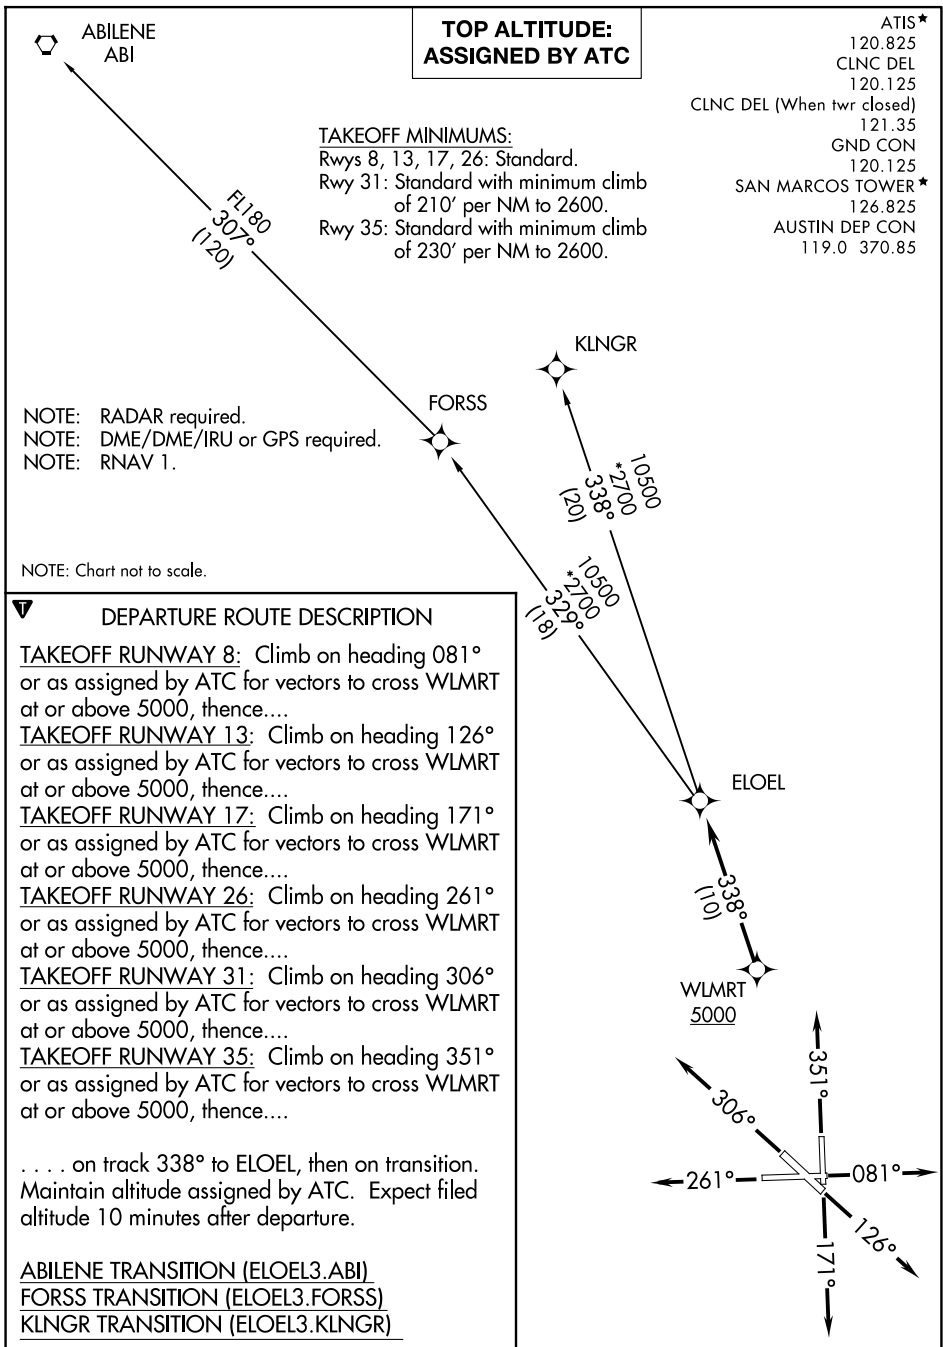 ABILENE
ABI
TOP ALTITUDE:
ASSIGNED BY ATC
ATIS★
120.825
CLNC DEL
120.125
CLNC DEL (When twr closed)
121.35
GND CON
120.125
SAN MARCOS TOWER★
126.825
AUSTIN DEP CON
119.0 370.85
TAKEOFF MINIMUMS:
Rwys 8, 13, 17, 26: Standard.
Rwy 31: Standard with minimum climb
of 210′ per NM to 2600.
Rwy 35: Standard with minimum climb
of 230′ per NM to 2600.
FL180
307°
(120)
KLNGR
FORSS
NOTE: RADAR required.
NOTE: DME/DME/IRU or GPS required.
NOTE: RNAV 1.
10500
*2700
338°
(20)
10500
*2700
329°
(18)
NOTE: Chart not to scale.
ELOEL
338°
(10)
WLMRT
5000
351°
306°
261°
081°
126°
171°
T
DEPARTURE ROUTE DESCRIPTION
TAKEOFF RUNWAY 8: Climb on heading 081°
or as assigned by ATC for vectors to cross WLMRT
at or above 5000, thence....
TAKEOFF RUNWAY 13: Climb on heading 126°
or as assigned by ATC for vectors to cross WLMRT
at or above 5000, thence....
TAKEOFF RUNWAY 17: Climb on heading 171°
or as assigned by ATC for vectors to cross WLMRT
at or above 5000, thence....
TAKEOFF RUNWAY 26: Climb on heading 261°
or as assigned by ATC for vectors to cross WLMRT
at or above 5000, thence....
TAKEOFF RUNWAY 31: Climb on heading 306°
or as assigned by ATC for vectors to cross WLMRT
at or above 5000, thence....
TAKEOFF RUNWAY 35: Climb on heading 351°
or as assigned by ATC for vectors to cross WLMRT
at or above 5000, thence....
. . . . on track 338° to ELOEL, then on transition.
Maintain altitude assigned by ATC. Expect filed
altitude 10 minutes after departure.
ABILENE TRANSITION (ELOEL3.ABI)
FORSS TRANSITION (ELOEL3.FORSS)
KLNGR TRANSITION (ELOEL3.KLNGR)